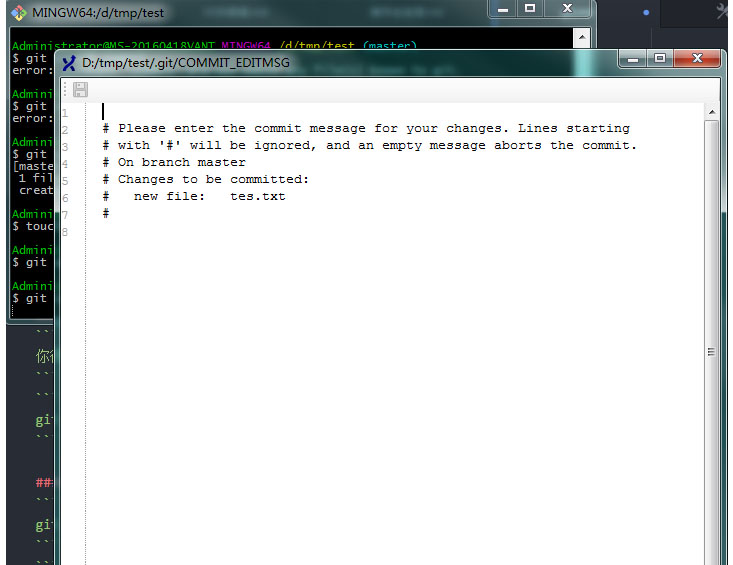 MINGW64:/d/tmp/test
Administrator@MS-20160418VANT MINGW64 /d/tmp/test (master)
$ git
error:
Admini
$ git
error:
Admini
$ git
[maste
1 fil
creat
Admini
$ touc
Admini
$ git
Admini
$ git
D:/tmp/test/.git/COMMIT_EDITMSG
1
2 # Please enter the commit message for your changes. Lines starting
3 # with '#' will be ignored, and an empty message aborts the commit.
4 # On branch master
5 # Changes to be committed:
6 #   new file:   tes.txt
7 #
8
``
你
``
``
gi
``
##
``
gi
``
``